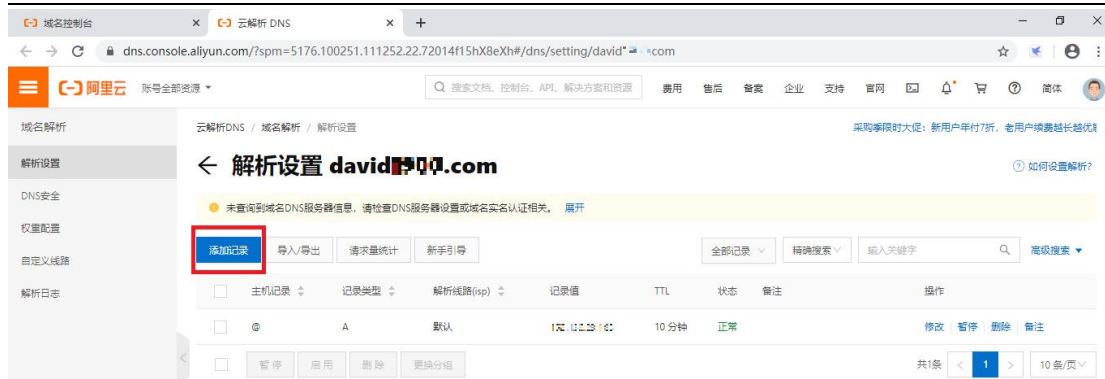 域名控制台 云解析 DNS
dns.console.aliyun.com/?spm=5176.100251.111252.22.72014f15hX8eXh#/dns/setting/david com
阿里云 账号全部资源 搜索文档、控制台、API、解决方案和资源 费用 售后 备案 企业 支持 官网 简体
域名解析 云解析DNS / 域名解析 / 解析设置 采购季限时大促:新用户年付7折,老用户续费越长越优惠
解析设置 解析设置 david .com 如何设置解析?
DNS安全 未查询到域名DNS服务器信息,请检查DNS服务器设置或域名实名认证相关。 展开
权重配置
添加记录 导入/导出 请求量统计 新手引导 全部记录 精确搜索 输入关键字 高级搜索
自定义线路
解析日志 主机记录 记录类型 解析线路(isp) 记录值 TTL 状态 备注 操作
@ A 默认 10 分钟 正常 修改 暂停 删除 备注
暂停 启用 删除 更换分组 共1条 < 1 > 10 条/页